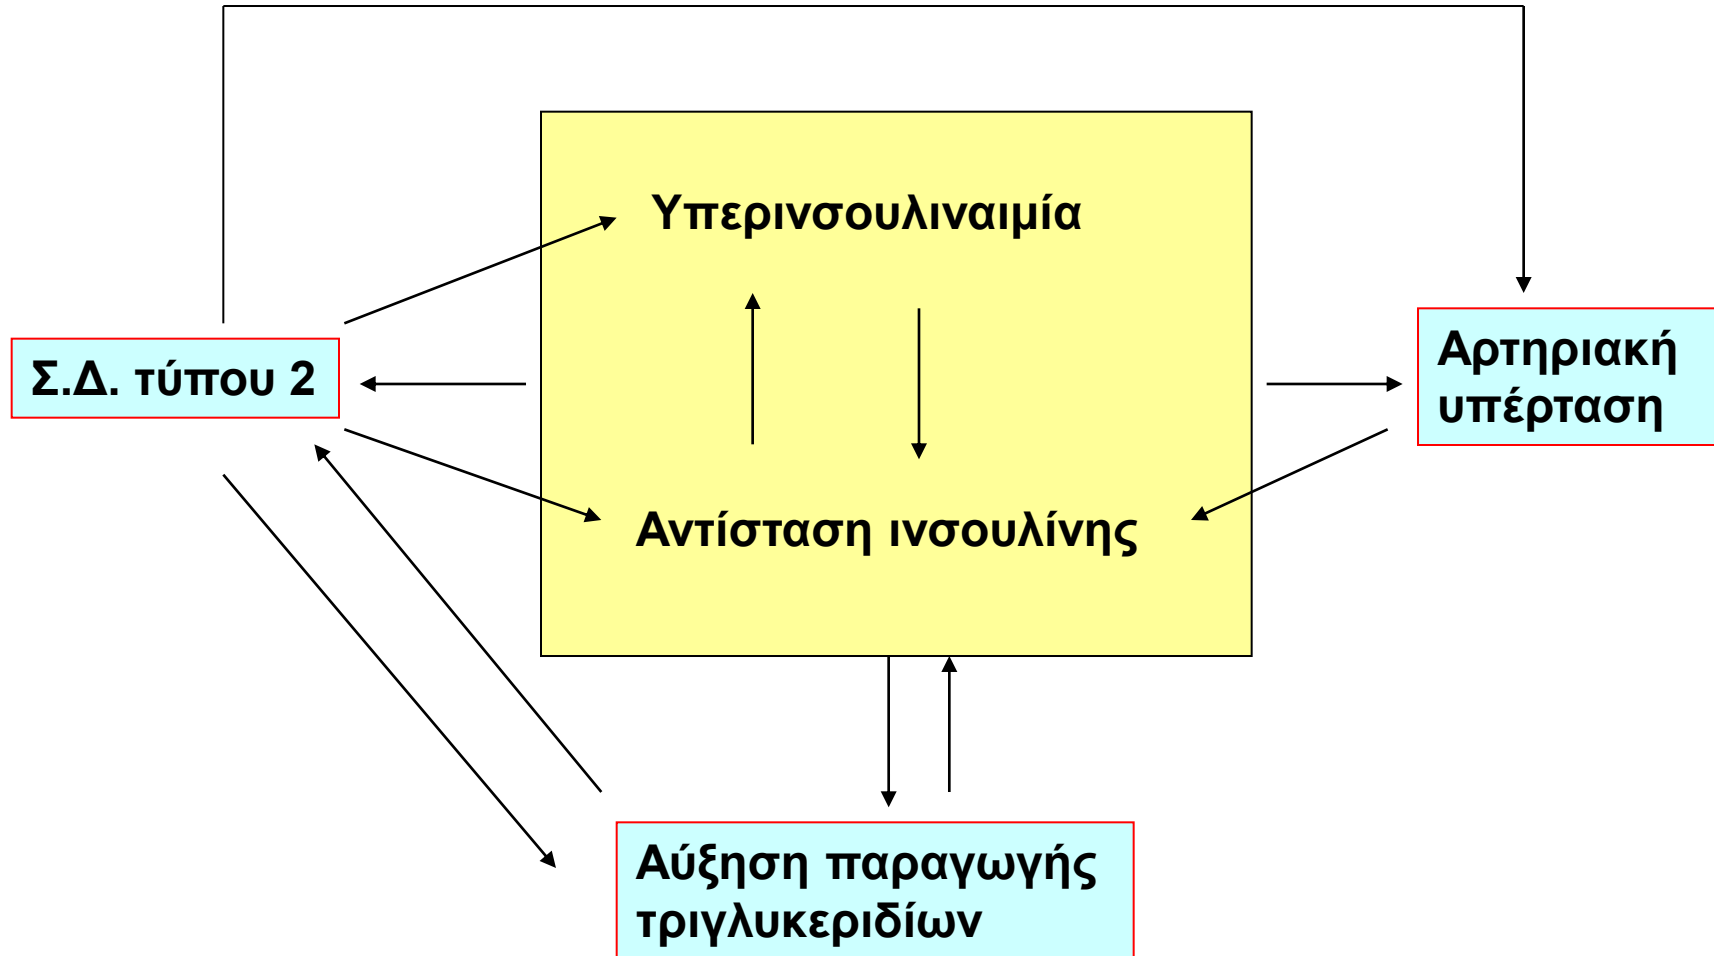 Υπερινσουλιναιμία
Σ.Δ. τύπου 2
Αρτηριακή
υπέρταση
Αντίσταση ινσουλίνης
Αύξηση παραγωγής
τριγλυκεριδίων